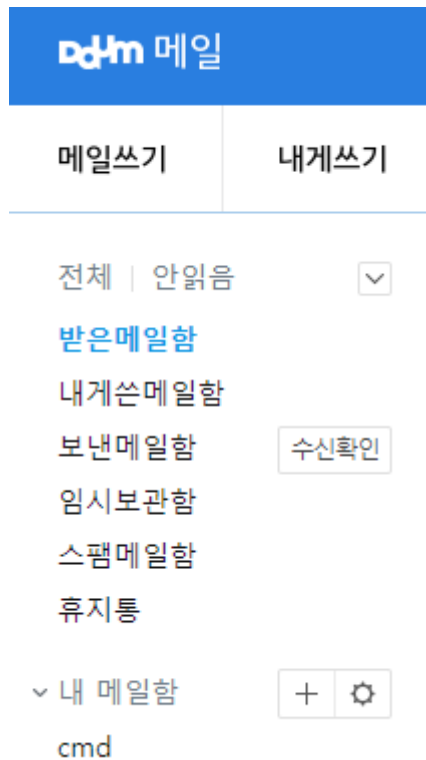 Daum 메일
메일쓰기 내게쓰기
전체 | 안읽음
받은메일함
내게쓴메일함
보낸메일함 수신확인
임시보관함
스팸메일함
휴지통
내 메일함
cmd